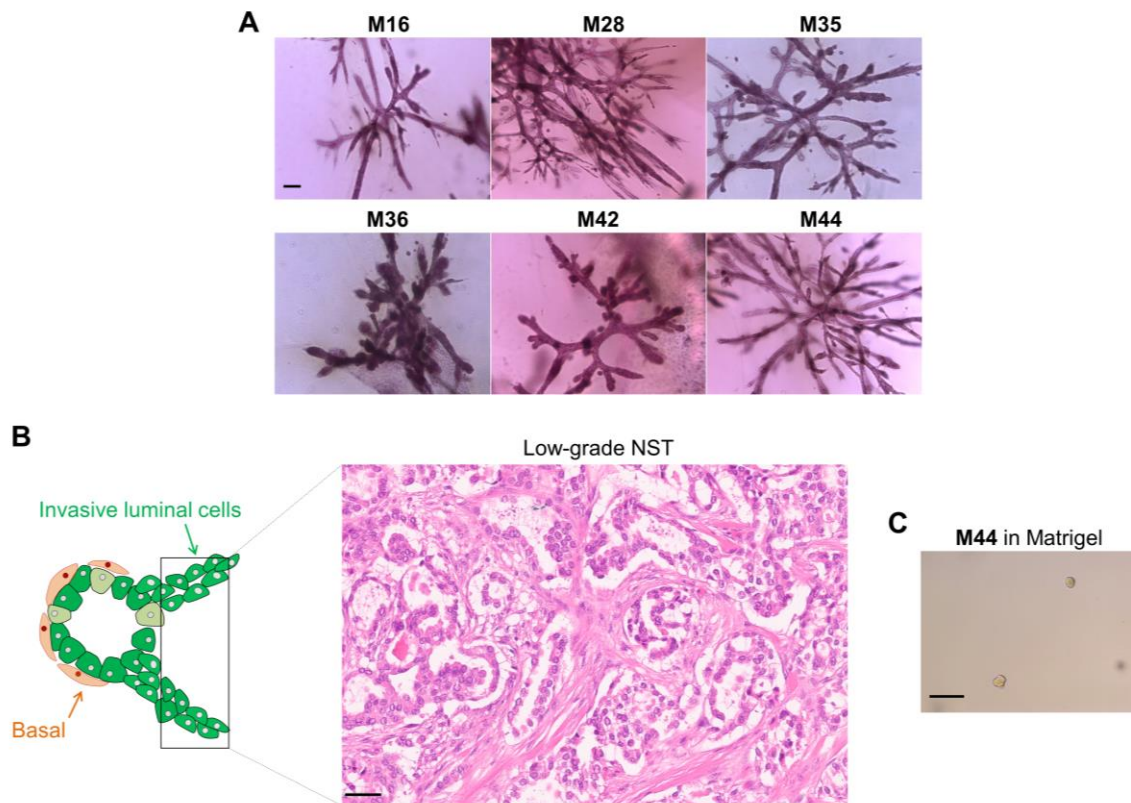 A
M16
M28
M35
M36
M42
M44
B
Low-grade NST
Invasive luminal cells
Basal
C
M44 in Matrigel